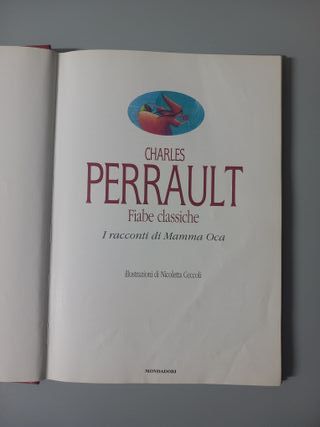 CHARLES
PERRAULT
Fiabe classiche
I racconti di Mamma Oca
illustrazioni di Nicoletta Ceccoli
MONDADORI